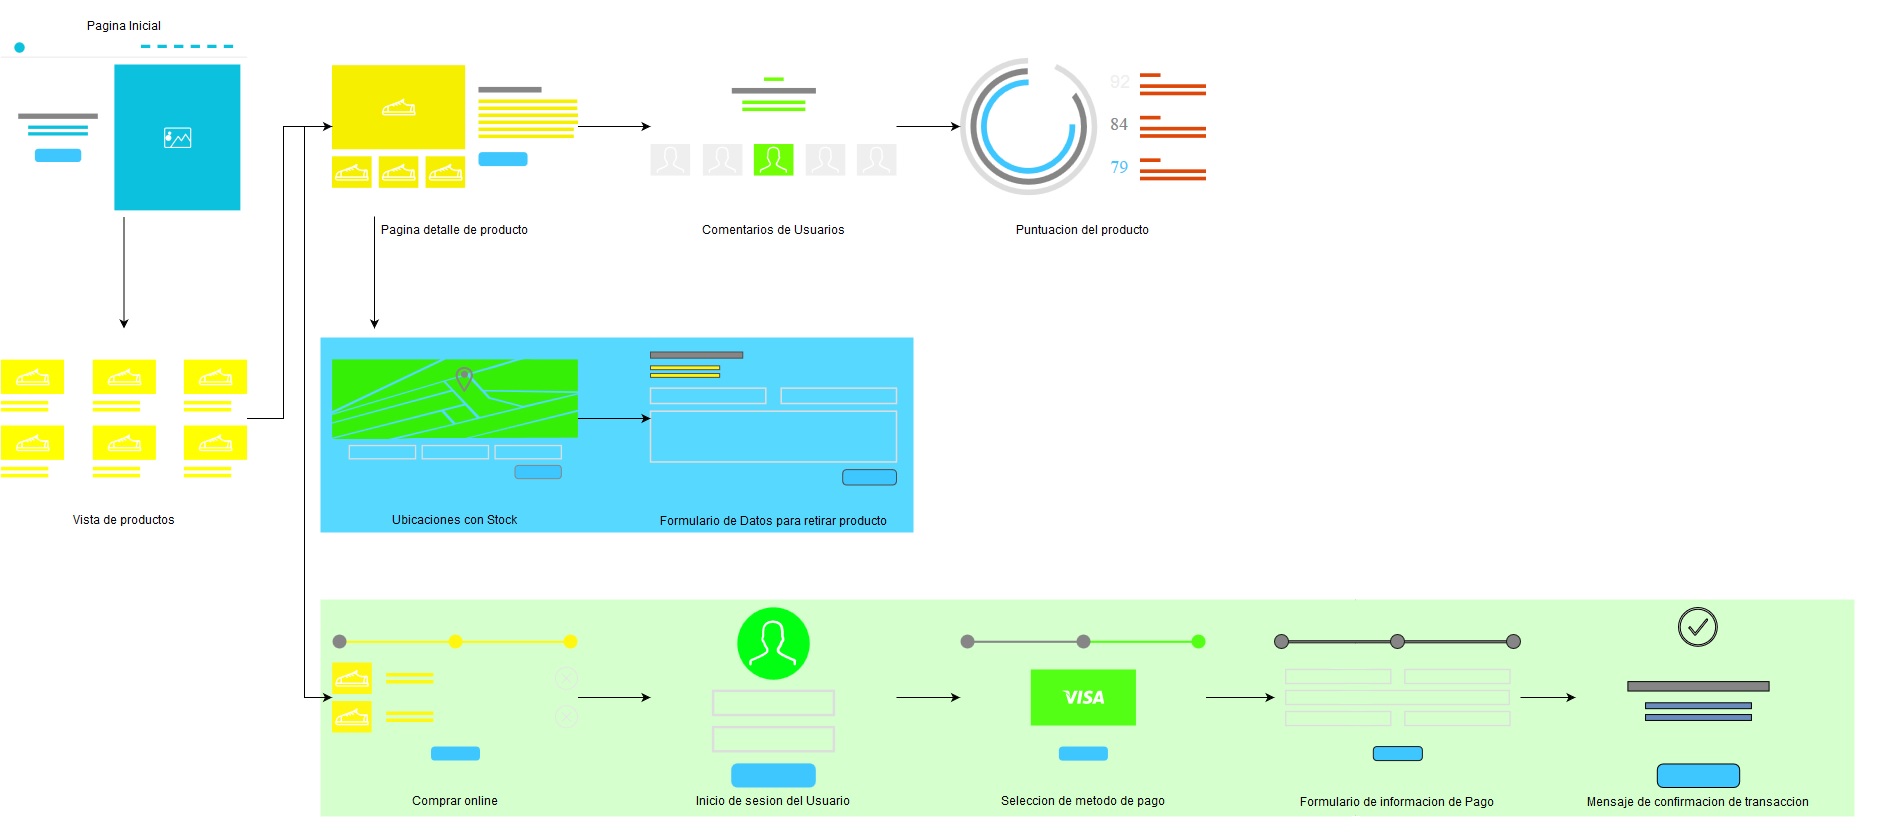 Pagina Inicial
92
84
79
Pagina detalle de producto
Comentarios de Usuarios
Puntuacion del producto
Vista de productos
Ubicaciones con Stock
Formulario de Datos para retirar producto
VISA
Comprar online
Inicio de sesion del Usuario
Seleccion de metodo de pago
Formulario de informacion de Pago
Mensaje de confirmacion de transaccion